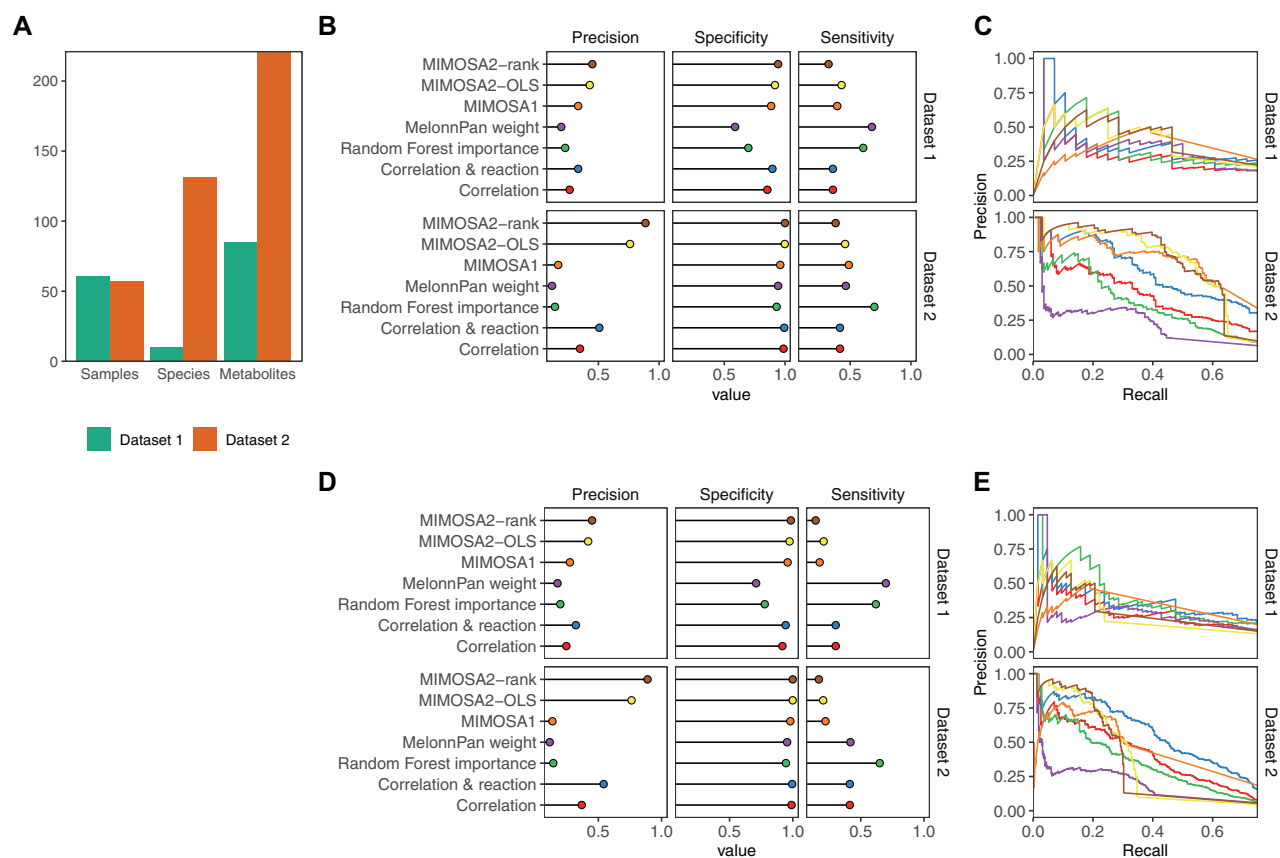 A
200
150
100
50
0
Samples Species Metabolites
Dataset 1 Dataset 2
B
Precision Specificity Sensitivity
MIMOSA2−rank
MIMOSA2−OLS
MIMOSA1
MelonnPan weight
Random Forest importance
Correlation & reaction
Correlation
Dataset 1
MIMOSA2−rank
MIMOSA2−OLS
MIMOSA1
MelonnPan weight
Random Forest importance
Correlation & reaction
Correlation
Dataset 2
0.5 1.0 0.5 1.0 0.5 1.0
value
C
Precision
1.00
0.75
0.50
0.25
0.00
Dataset 1
1.00
0.75
0.50
0.25
0.00
Dataset 2
0.0 0.2 0.4 0.6
Recall
D
Precision Specificity Sensitivity
MIMOSA2−rank
MIMOSA2−OLS
MIMOSA1
MelonnPan weight
Random Forest importance
Correlation & reaction
Correlation
Dataset 1
MIMOSA2−rank
MIMOSA2−OLS
MIMOSA1
MelonnPan weight
Random Forest importance
Correlation & reaction
Correlation
Dataset 2
0.5 1.0 0.5 1.0 0.5 1.0
value
E
Precision
1.00
0.75
0.50
0.25
0.00
Dataset 1
1.00
0.75
0.50
0.25
0.00
Dataset 2
0.0 0.2 0.4 0.6
Recall